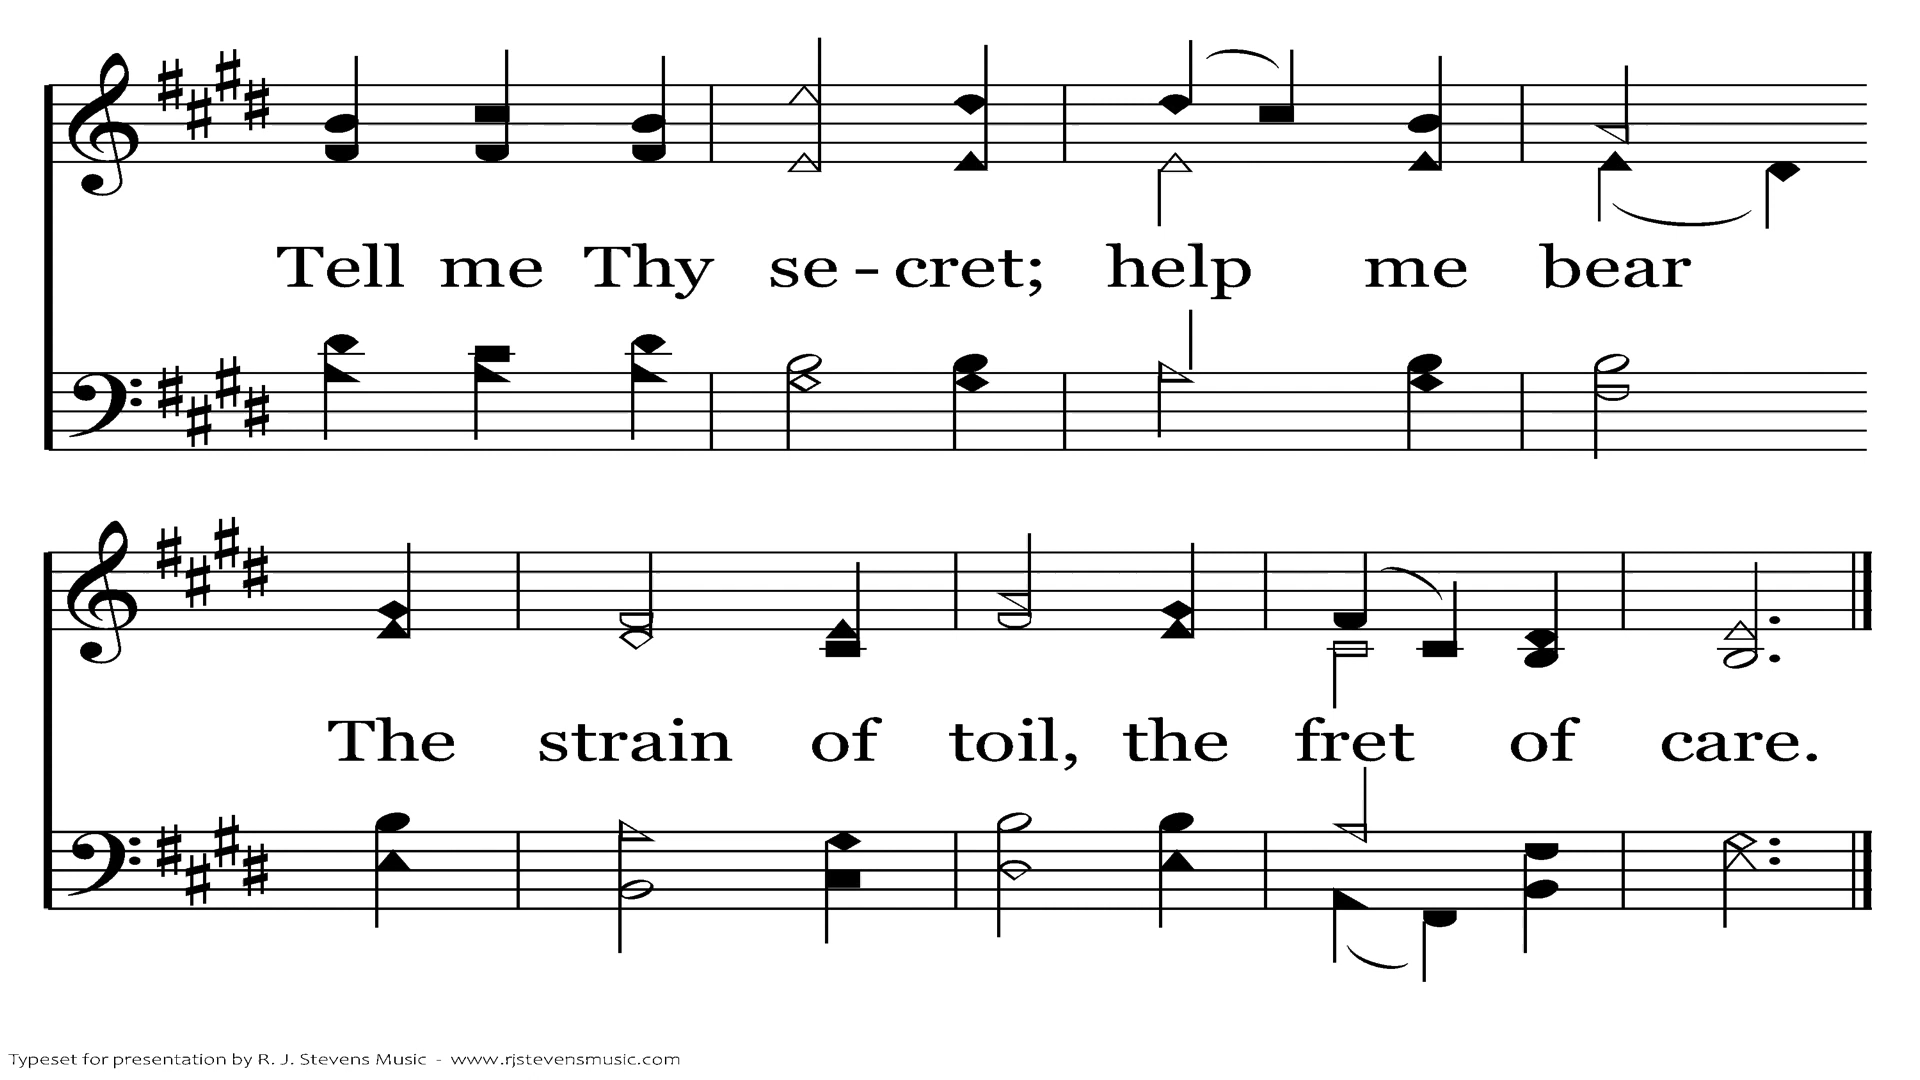 Tell me Thy se - cret; help me bear
The strain of toil, the fret of care.
Typeset for presentation by R. J. Stevens Music - www.rjstevensmusic.com